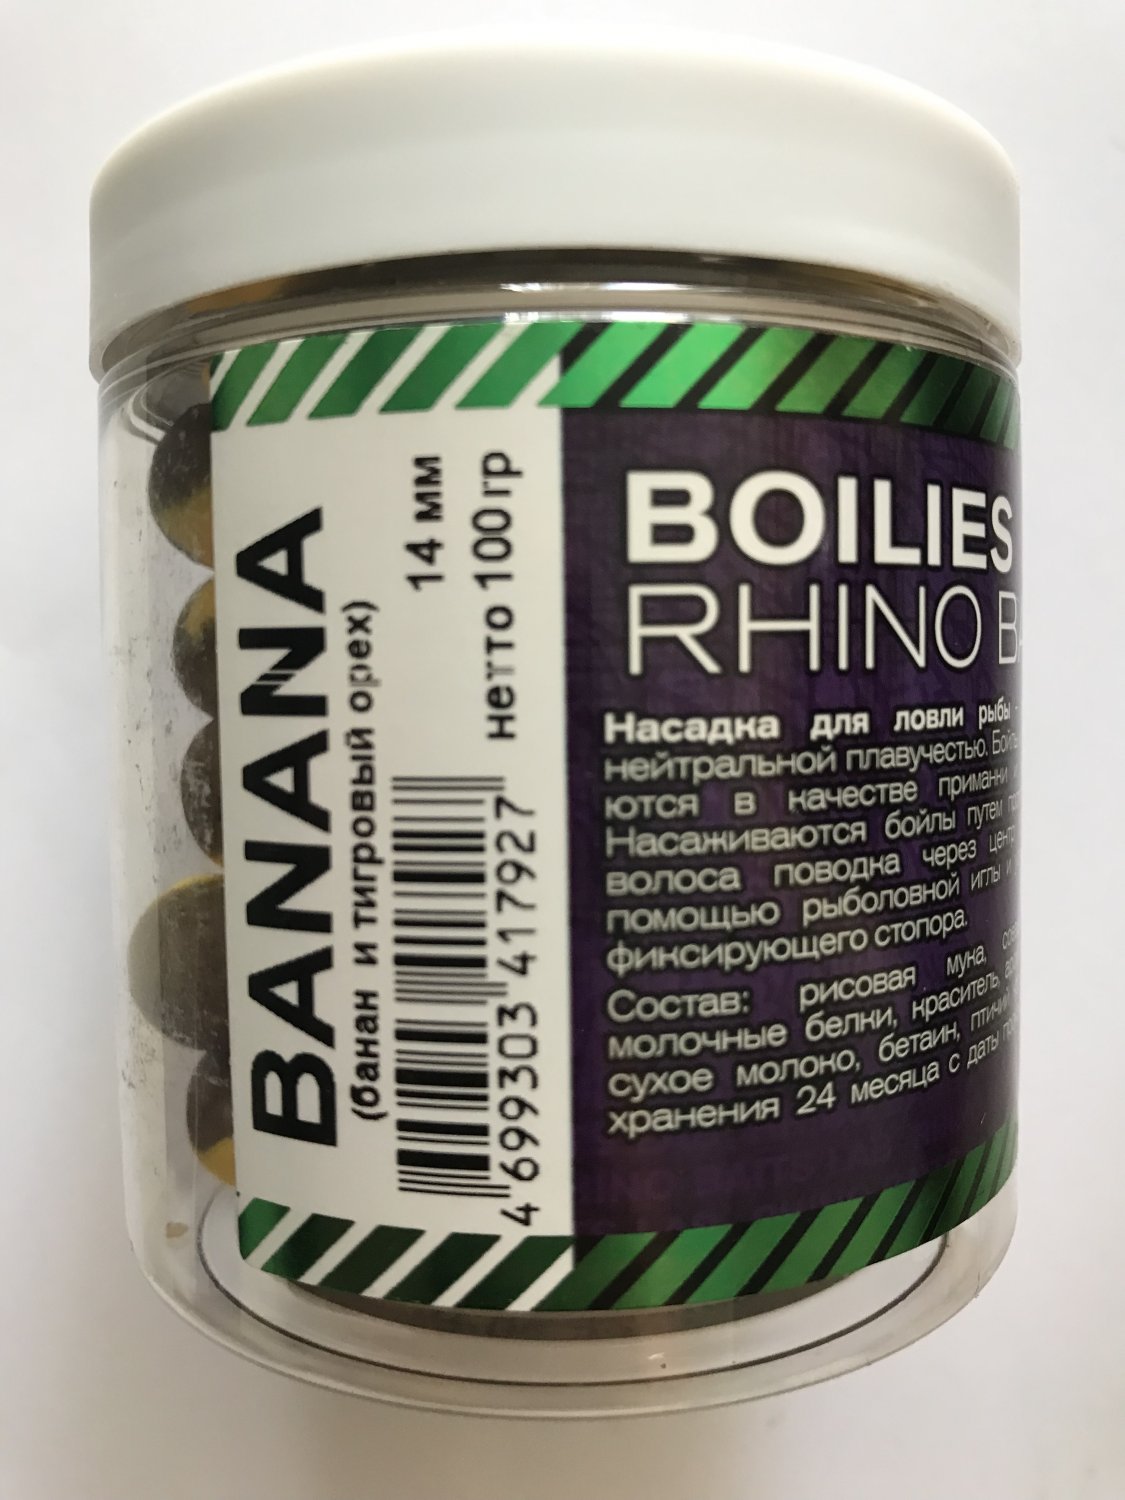 BANANA
(банан и тигровый орех)
14 мм
нетто 100гр
4 699303 417927
BOILIES
RHINO
Насадка для ловли рыбы -
нейтральной плавучестью.
ются в качестве приманки
Насаживаются бойлы путем
волоса поводка через
помощью рыболовной иглы и
фиксирующего стопора.
Состав: рисовая мука,
молочные белки, краситель,
сухое молоко, бетаин,
хранения 24 месяца с даты